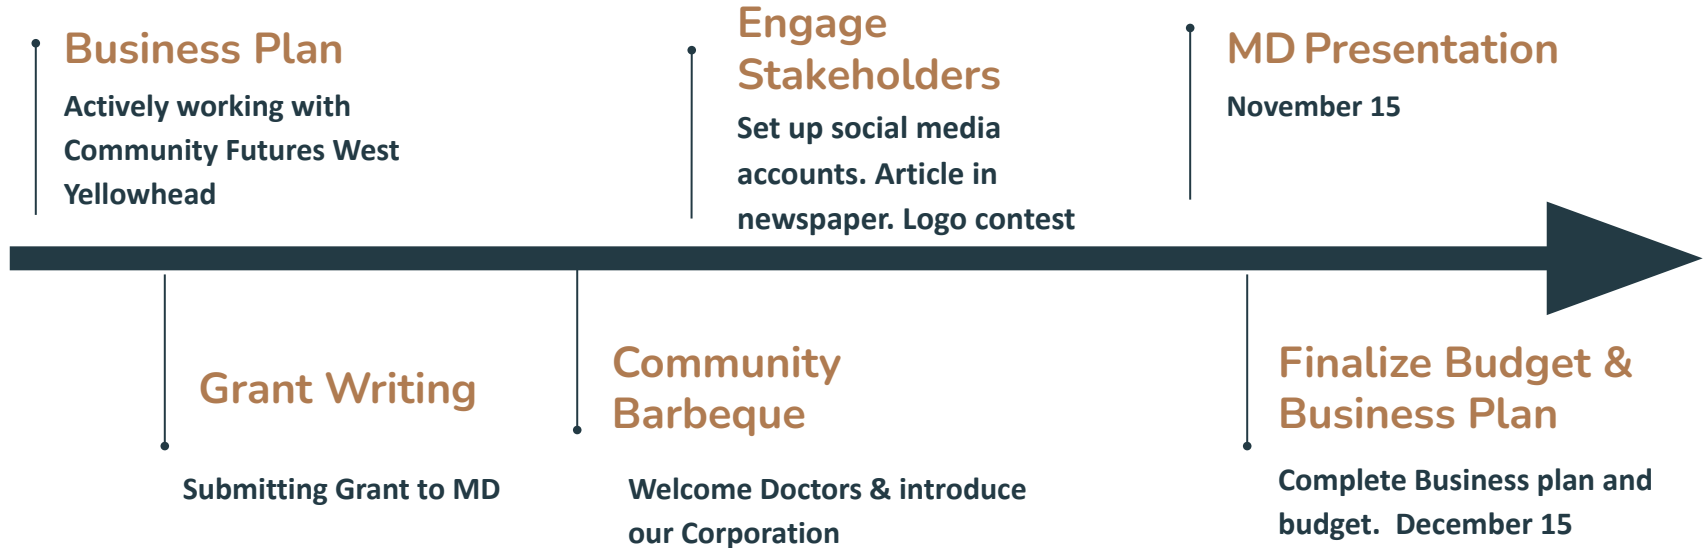 Business Plan
Actively working with
Community Futures West
Yellowhead
Grant Writing
Submitting Grant to MD
Community
Barbeque
Welcome Doctors & introduce
our Corporation
Engage
Stakeholders
Set up social media
accounts. Article in
newspaper. Logo contest
MD Presentation
November 15
Finalize Budget &
Business Plan
Complete Business plan and
budget.  December 15